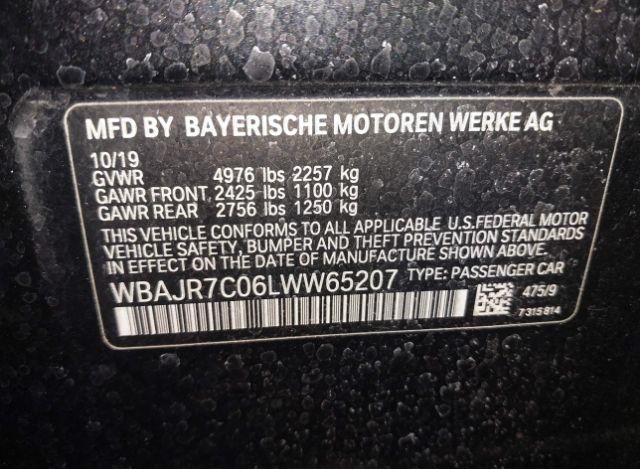 MFD BY BAYERISCHE MOTOREN WERKE AG
10/19
GVWR 4976 lbs 2257 kg
GAWR FRONT 2425 lbs 1100 kg
GAWR REAR 2756 lbs 1250 kg
THIS VEHICLE CONFORMS TO ALL APPLICABLE U.S.FEDERAL MOTOR
VEHICLE SAFETY, BUMPER AND THEFT PREVENTION STANDARDS
IN EFFECT ON THE DATE OF MANUFACTURE SHOWN ABOVE.
WBAJR7C06LWW65207 TYPE: PASSENGER CAR
475/9
7315814